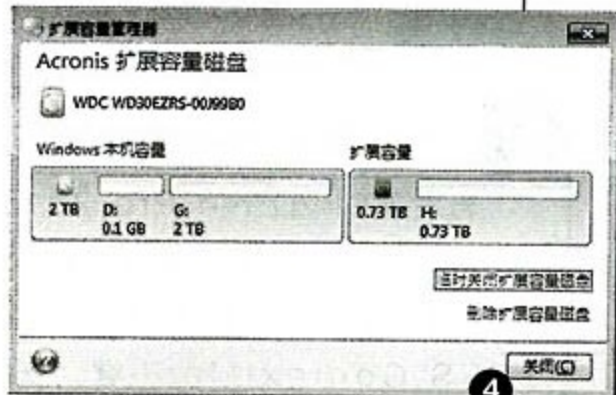 扩展容量管理器
Acronis 扩展容量磁盘
WDC WD30EZRS-00J99B0
Windows 本机容量
扩展容量
2 TB D: G: 0.73 TB H:
0.1 GB 2 TB 0.73 TB
临时关闭扩展容量磁盘
删除扩展容量磁盘
关闭(C)
4